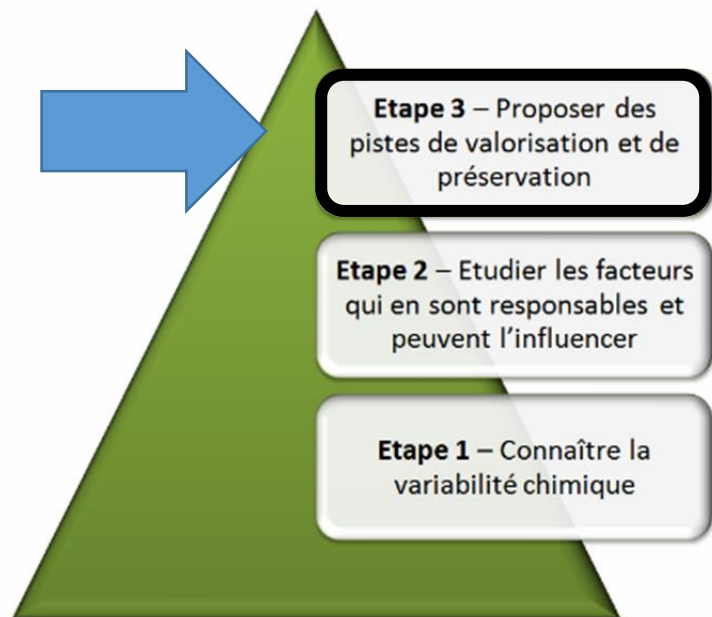 Etape 3 – Proposer des
pistes de valorisation et de
préservation
Etape 2 – Etudier les facteurs
qui en sont responsables et
peuvent l'influencer
Etape 1 – Connaître la
variabilité chimique